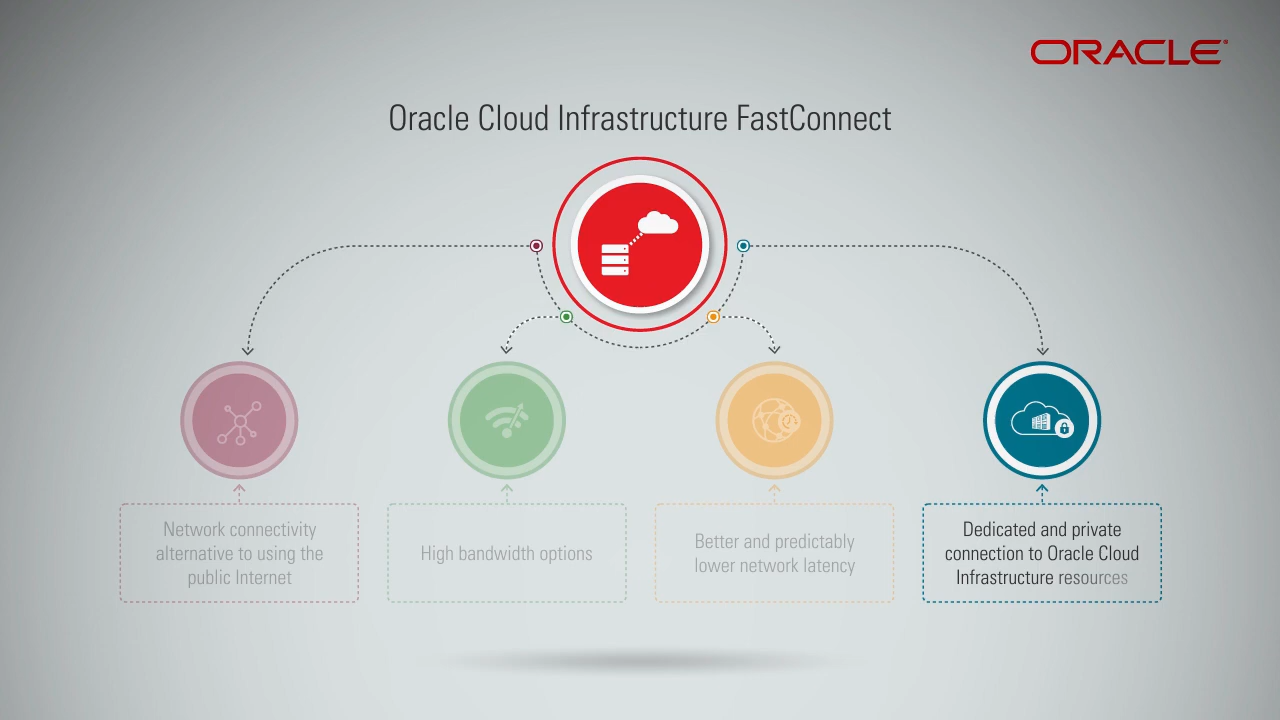 ORACLE®
Oracle Cloud Infrastructure FastConnect
Network connectivity
alternative to using the
public Internet
High bandwidth options
Better and predictably
lower network latency
Dedicated and private
connection to Oracle Cloud
Infrastructure resources